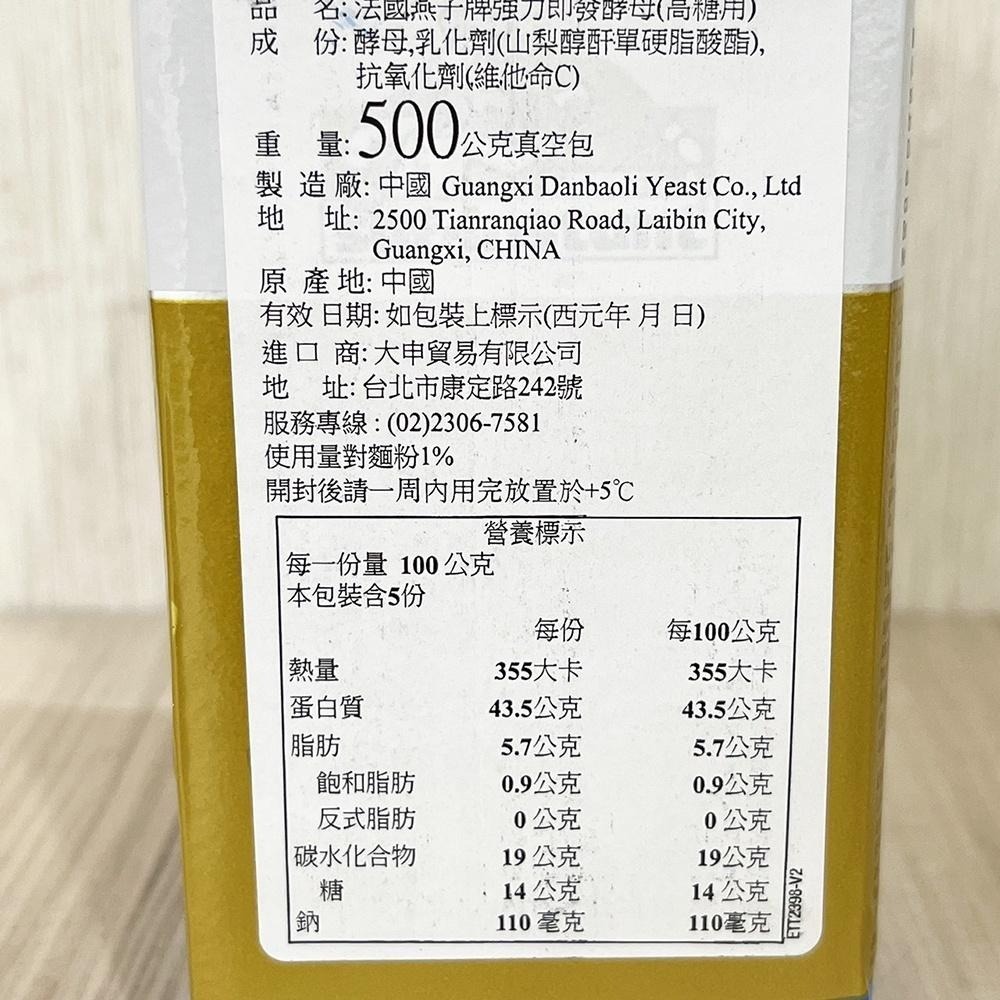 品 名: 法國燕子牌強力即發酵母(高糖用)
成 份: 酵母,乳化劑(山梨醇酐單硬脂酸酯),
抗氧化劑(維他命C)
重 量: 500公克真空包
製 造 廠: 中國 Guangxi Danbaoli Yeast Co., Ltd
地 址: 2500 Tianranqiao Road, Laibin City,
Guangxi, CHINA
原 產 地: 中國
有效 日期: 如包裝上標示(西元年 月 日)
進 口 商: 大申貿易有限公司
地 址: 台北市康定路242號
服務專線 : (02)2306-7581
使用量對麵粉1%
開封後請一周內用完放置於+5℃
營養標示
每一份量 100 公克
本包裝含5份
每份 每100公克
熱量 355大卡 355大卡
蛋白質 43.5公克 43.5公克
脂肪 5.7公克 5.7公克
飽和脂肪 0.9公克 0.9公克
反式脂肪 0 公克 0 公克
碳水化合物 19 公克 19公克
糖 14 公克 14 公克
鈉 110 毫克 110毫克
ETT2398-V2